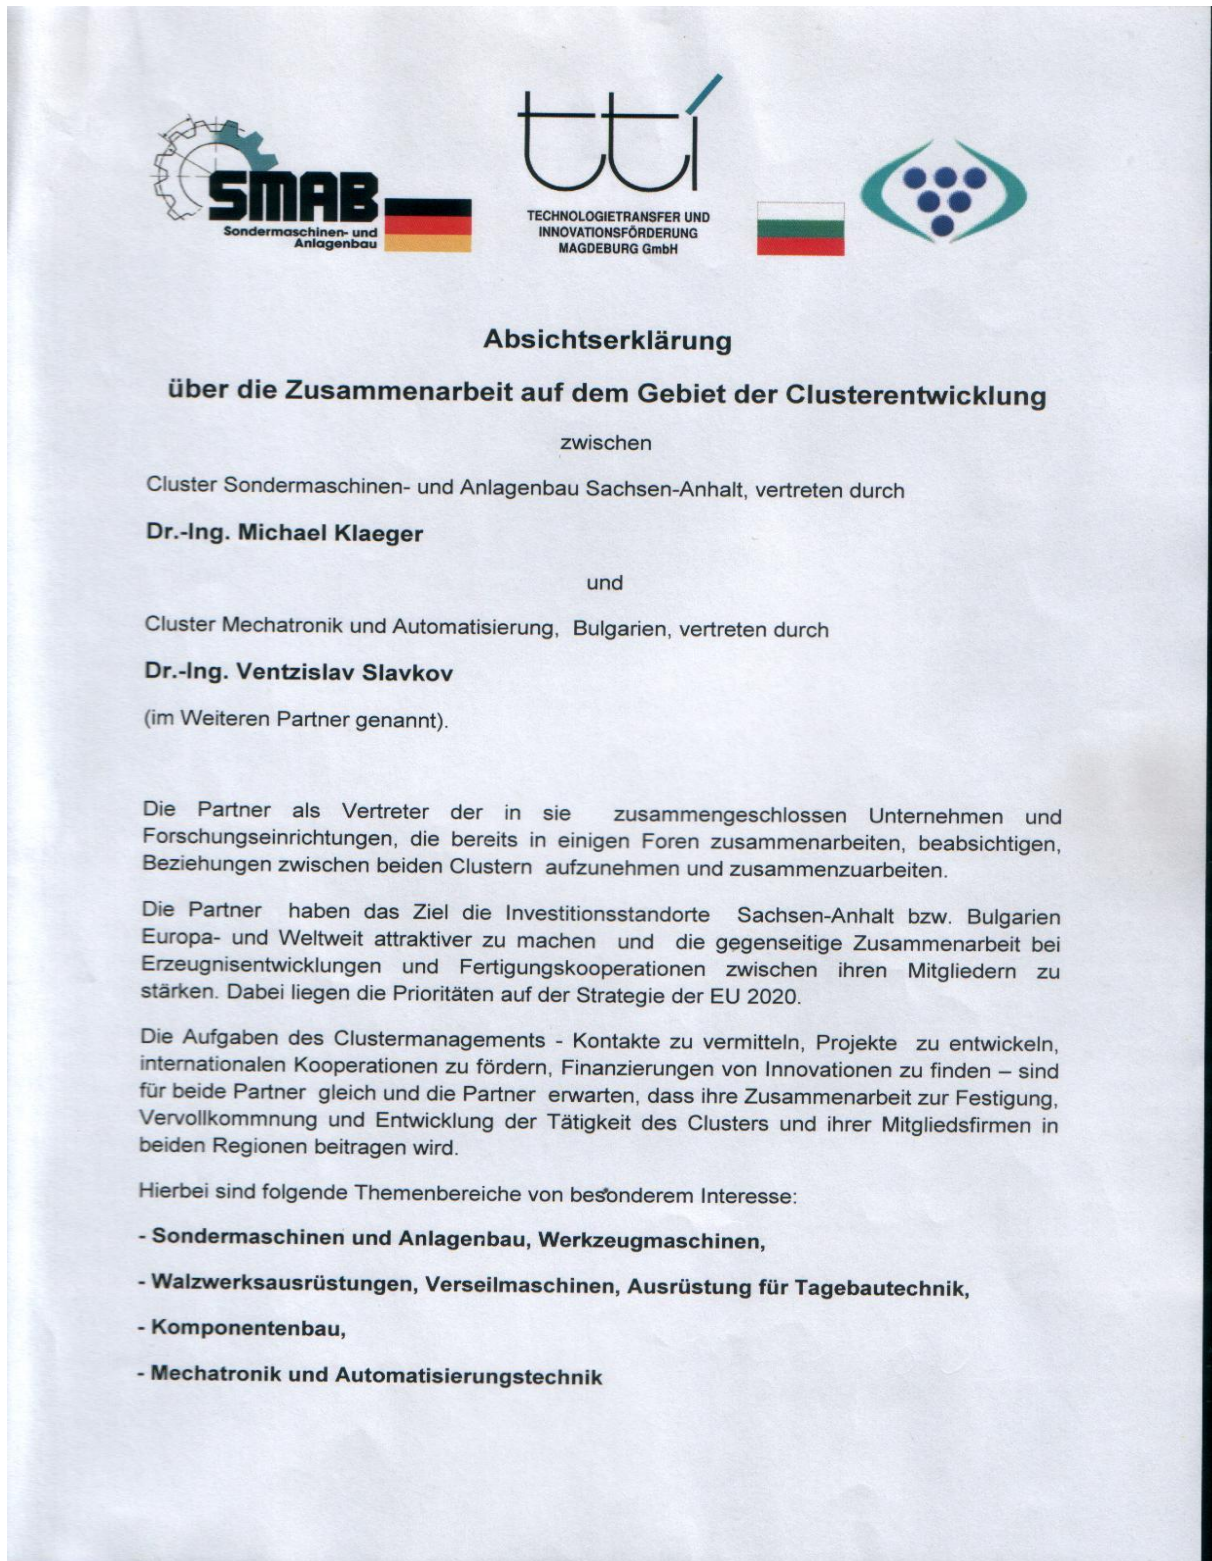 SMAB
Sondermaschinen- und
Anlagenbau
tti
TECHNOLOGIETRANSFER UND
INNOVATIONSFÖRDERUNG
MAGDEBURG GmbH
Absichtserklärung
über die Zusammenarbeit auf dem Gebiet der Clusterentwicklung
zwischen
Cluster Sondermaschinen- und Anlagenbau Sachsen-Anhalt, vertreten durch
Dr.-Ing. Michael Klaeger
und
Cluster Mechatronik und Automatisierung, Bulgarien, vertreten durch
Dr.-Ing. Ventzislav Slavkov
(im Weiteren Partner genannt).
Die Partner als Vertreter der in sie zusammengeschlossen Unternehmen und
Forschungseinrichtungen, die bereits in einigen Foren zusammenarbeiten, beabsichtigen,
Beziehungen zwischen beiden Clustern aufzunehmen und zusammenzuarbeiten.
Die Partner haben das Ziel die Investitionsstandorte Sachsen-Anhalt bzw. Bulgarien
Europa- und Weltweit attraktiver zu machen und die gegenseitige Zusammenarbeit bei
Erzeugnisentwicklungen und Fertigungskooperationen zwischen ihren Mitgliedern zu
stärken. Dabei liegen die Prioritäten auf der Strategie der EU 2020.
Die Aufgaben des Clustermanagements - Kontakte zu vermitteln, Projekte zu entwickeln,
internationalen Kooperationen zu fördern, Finanzierungen von Innovationen zu finden – sind
für beide Partner gleich und die Partner erwarten, dass ihre Zusammenarbeit zur Festigung,
Vervollkommnung und Entwicklung der Tätigkeit des Clusters und ihrer Mitgliedsfirmen in
beiden Regionen beitragen wird.
Hierbei sind folgende Themenbereiche von besonderem Interesse:
- Sondermaschinen und Anlagenbau, Werkzeugmaschinen,
- Walzwerksausrüstungen, Verseilmaschinen, Ausrüstung für Tagebautechnik,
- Komponentenbau,
- Mechatronik und Automatisierungstechnik